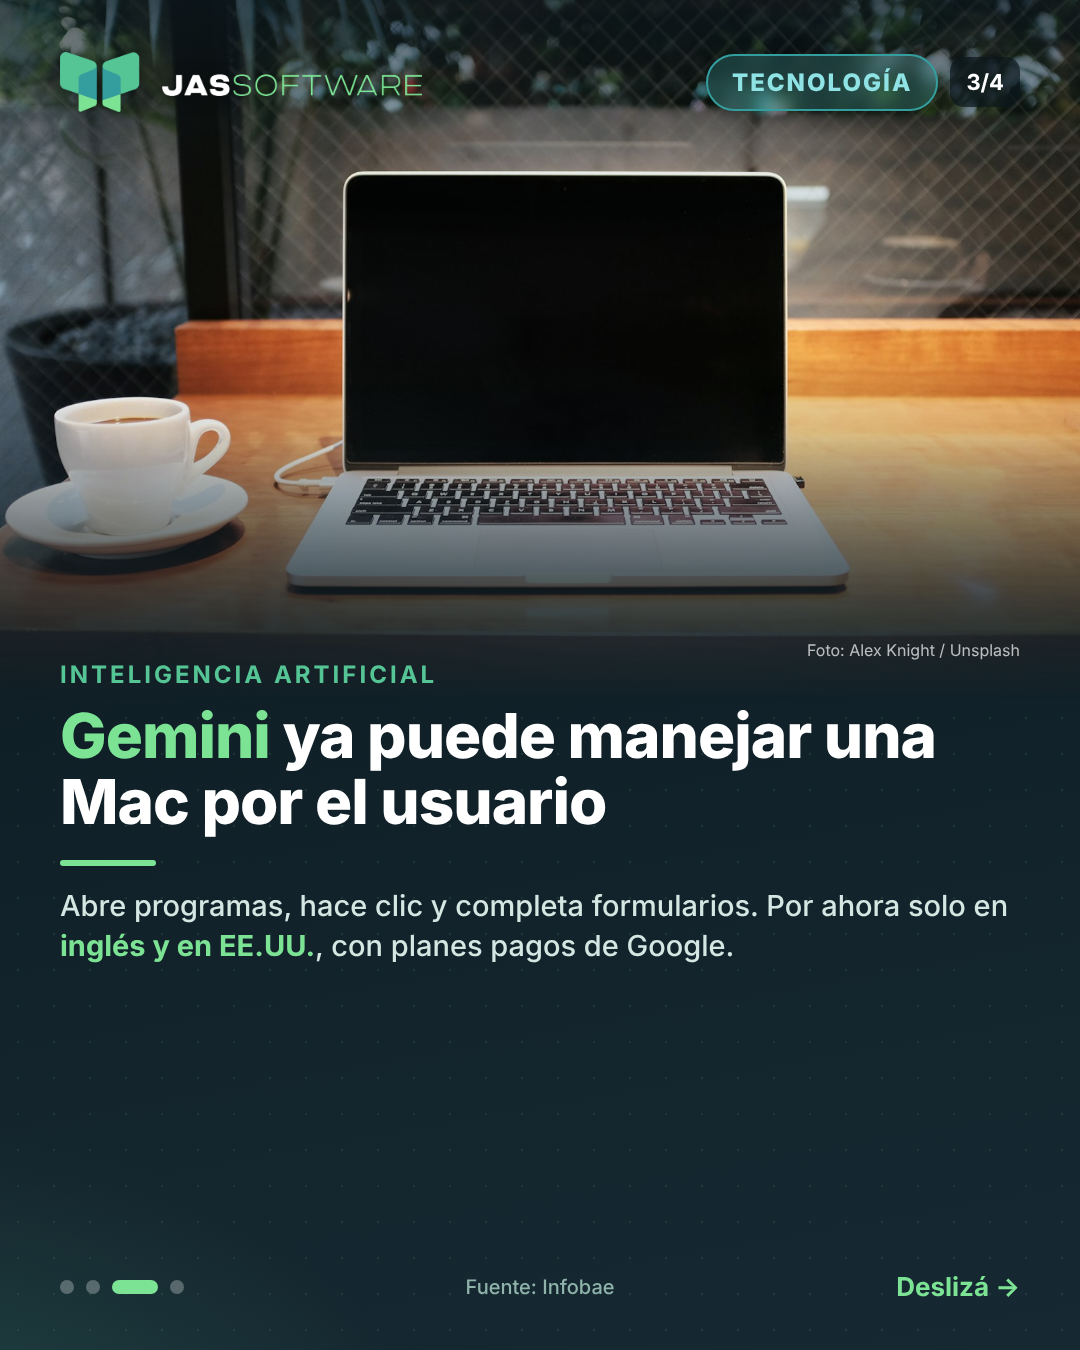 JASSOFTWARE
TECNOLOGÍA
3/4
Foto: Alex Knight / Unsplash
INTELIGENCIA ARTIFICIAL
Gemini ya puede manejar una
Mac por el usuario
Abre programas, hace clic y completa formularios. Por ahora solo en
inglés y en EE.UU., con planes pagos de Google.
Fuente: Infobae
Deslizá →